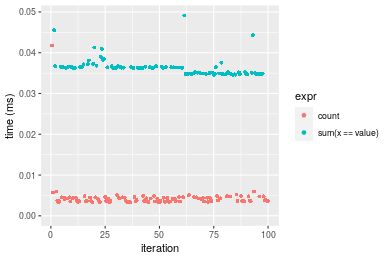 0.05
0.04
0.03
0.02
0.01
0.00
time (ms)
0
25
50
75
100
iteration
expr
count
sum(x == value)